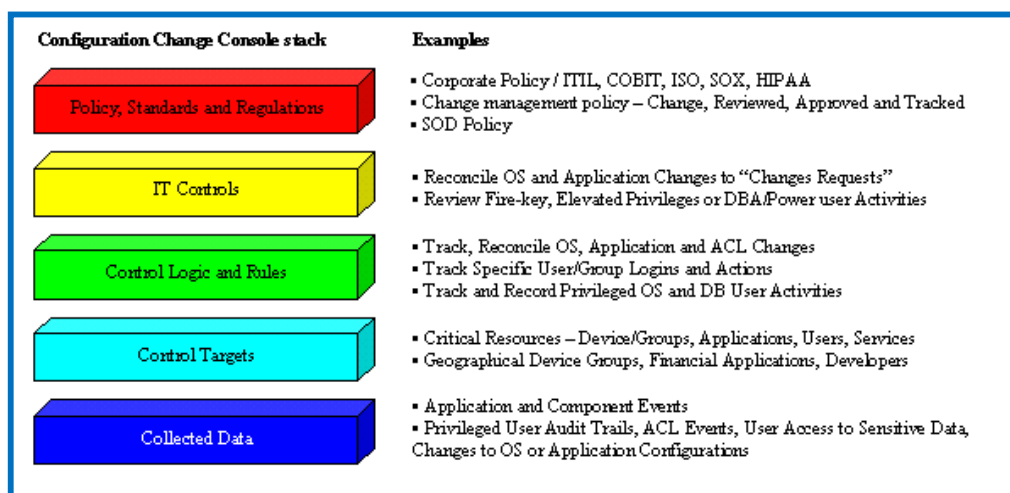 Configuration Change Console stack
Examples
Policy, Standards and Regulations
▪ Corporate Policy / ITIL, COBIT, ISO, SOX, HIPAA
▪ Change management policy – Change, Reviewed, Approved and Tracked
▪ SOD Policy
IT Controls
▪ Reconcile OS and Application Changes to “Changes Requests”
▪ Review Fire-key, Elevated Privileges or DBA/Power user Activities
Control Logic and Rules
▪ Track, Reconcile OS, Application and ACL Changes
▪ Track Specific User/Group Logins and Actions
▪ Track and Record Privileged OS and DB User Activities
Control Targets
▪ Critical Resources – Device/Groups, Applications, Users, Services
▪ Geographical Device Groups, Financial Applications, Developers
Collected Data
▪ Application and Component Events
▪ Privileged User Audit Trails, ACL Events, User Access to Sensitive Data,
Changes to OS or Application Configurations